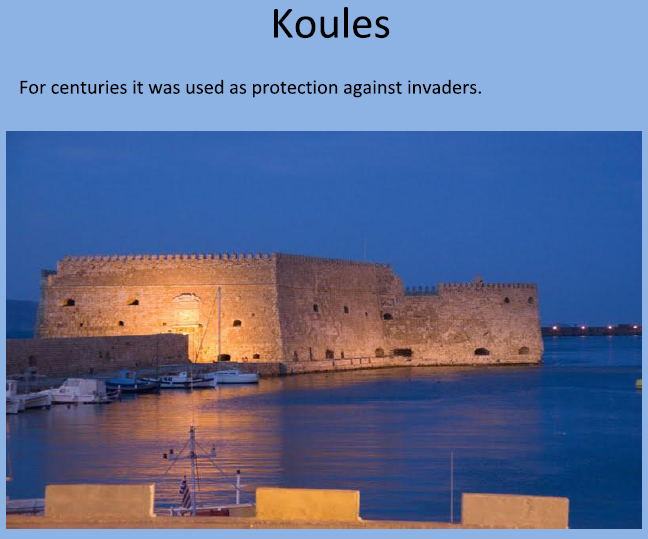 Koules
For centuries it was used as protection against invaders.